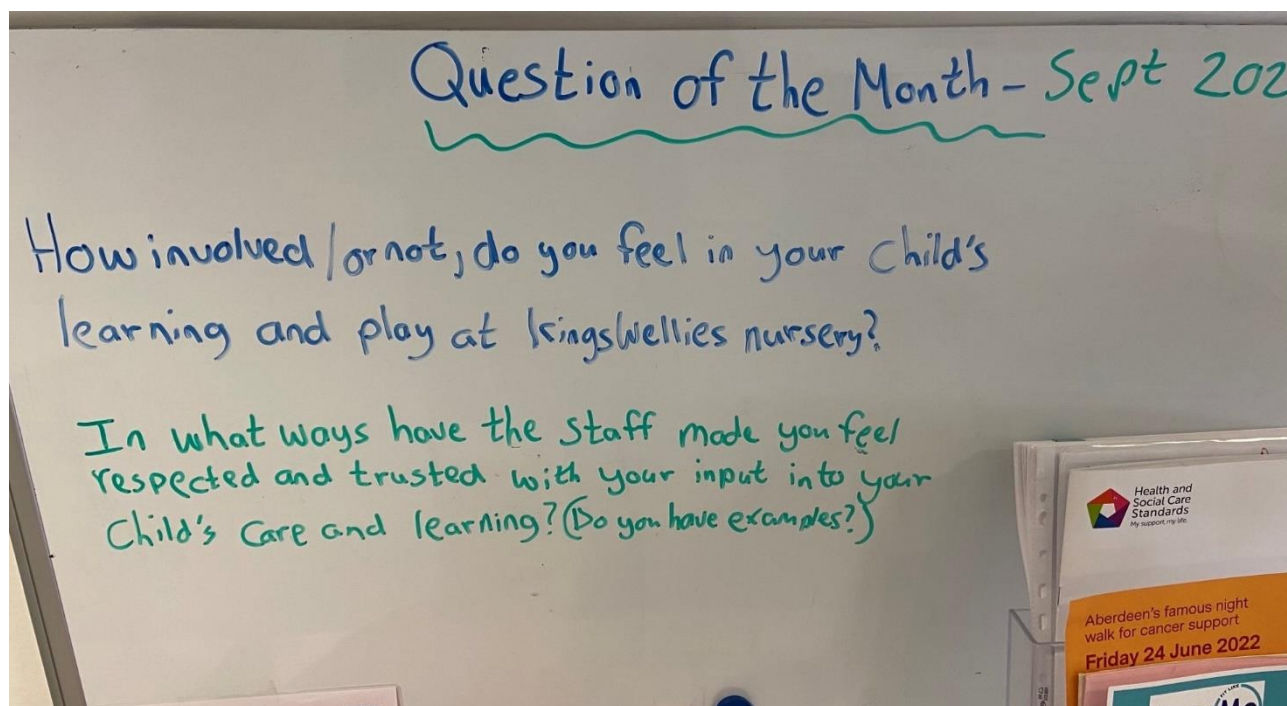 Question of the Month - Sept 202
How involved/or not, do you feel in your child's
learning and play at KingsWellies nursery?
In what ways have the staff made you feel
respected and trusted with your input into your
Child's Care and learning? (Do you have examples?)
Health and
Social Care
Standards
My support, my life.
Aberdeen's famous night
walk for cancer support
Friday 24 June 2022